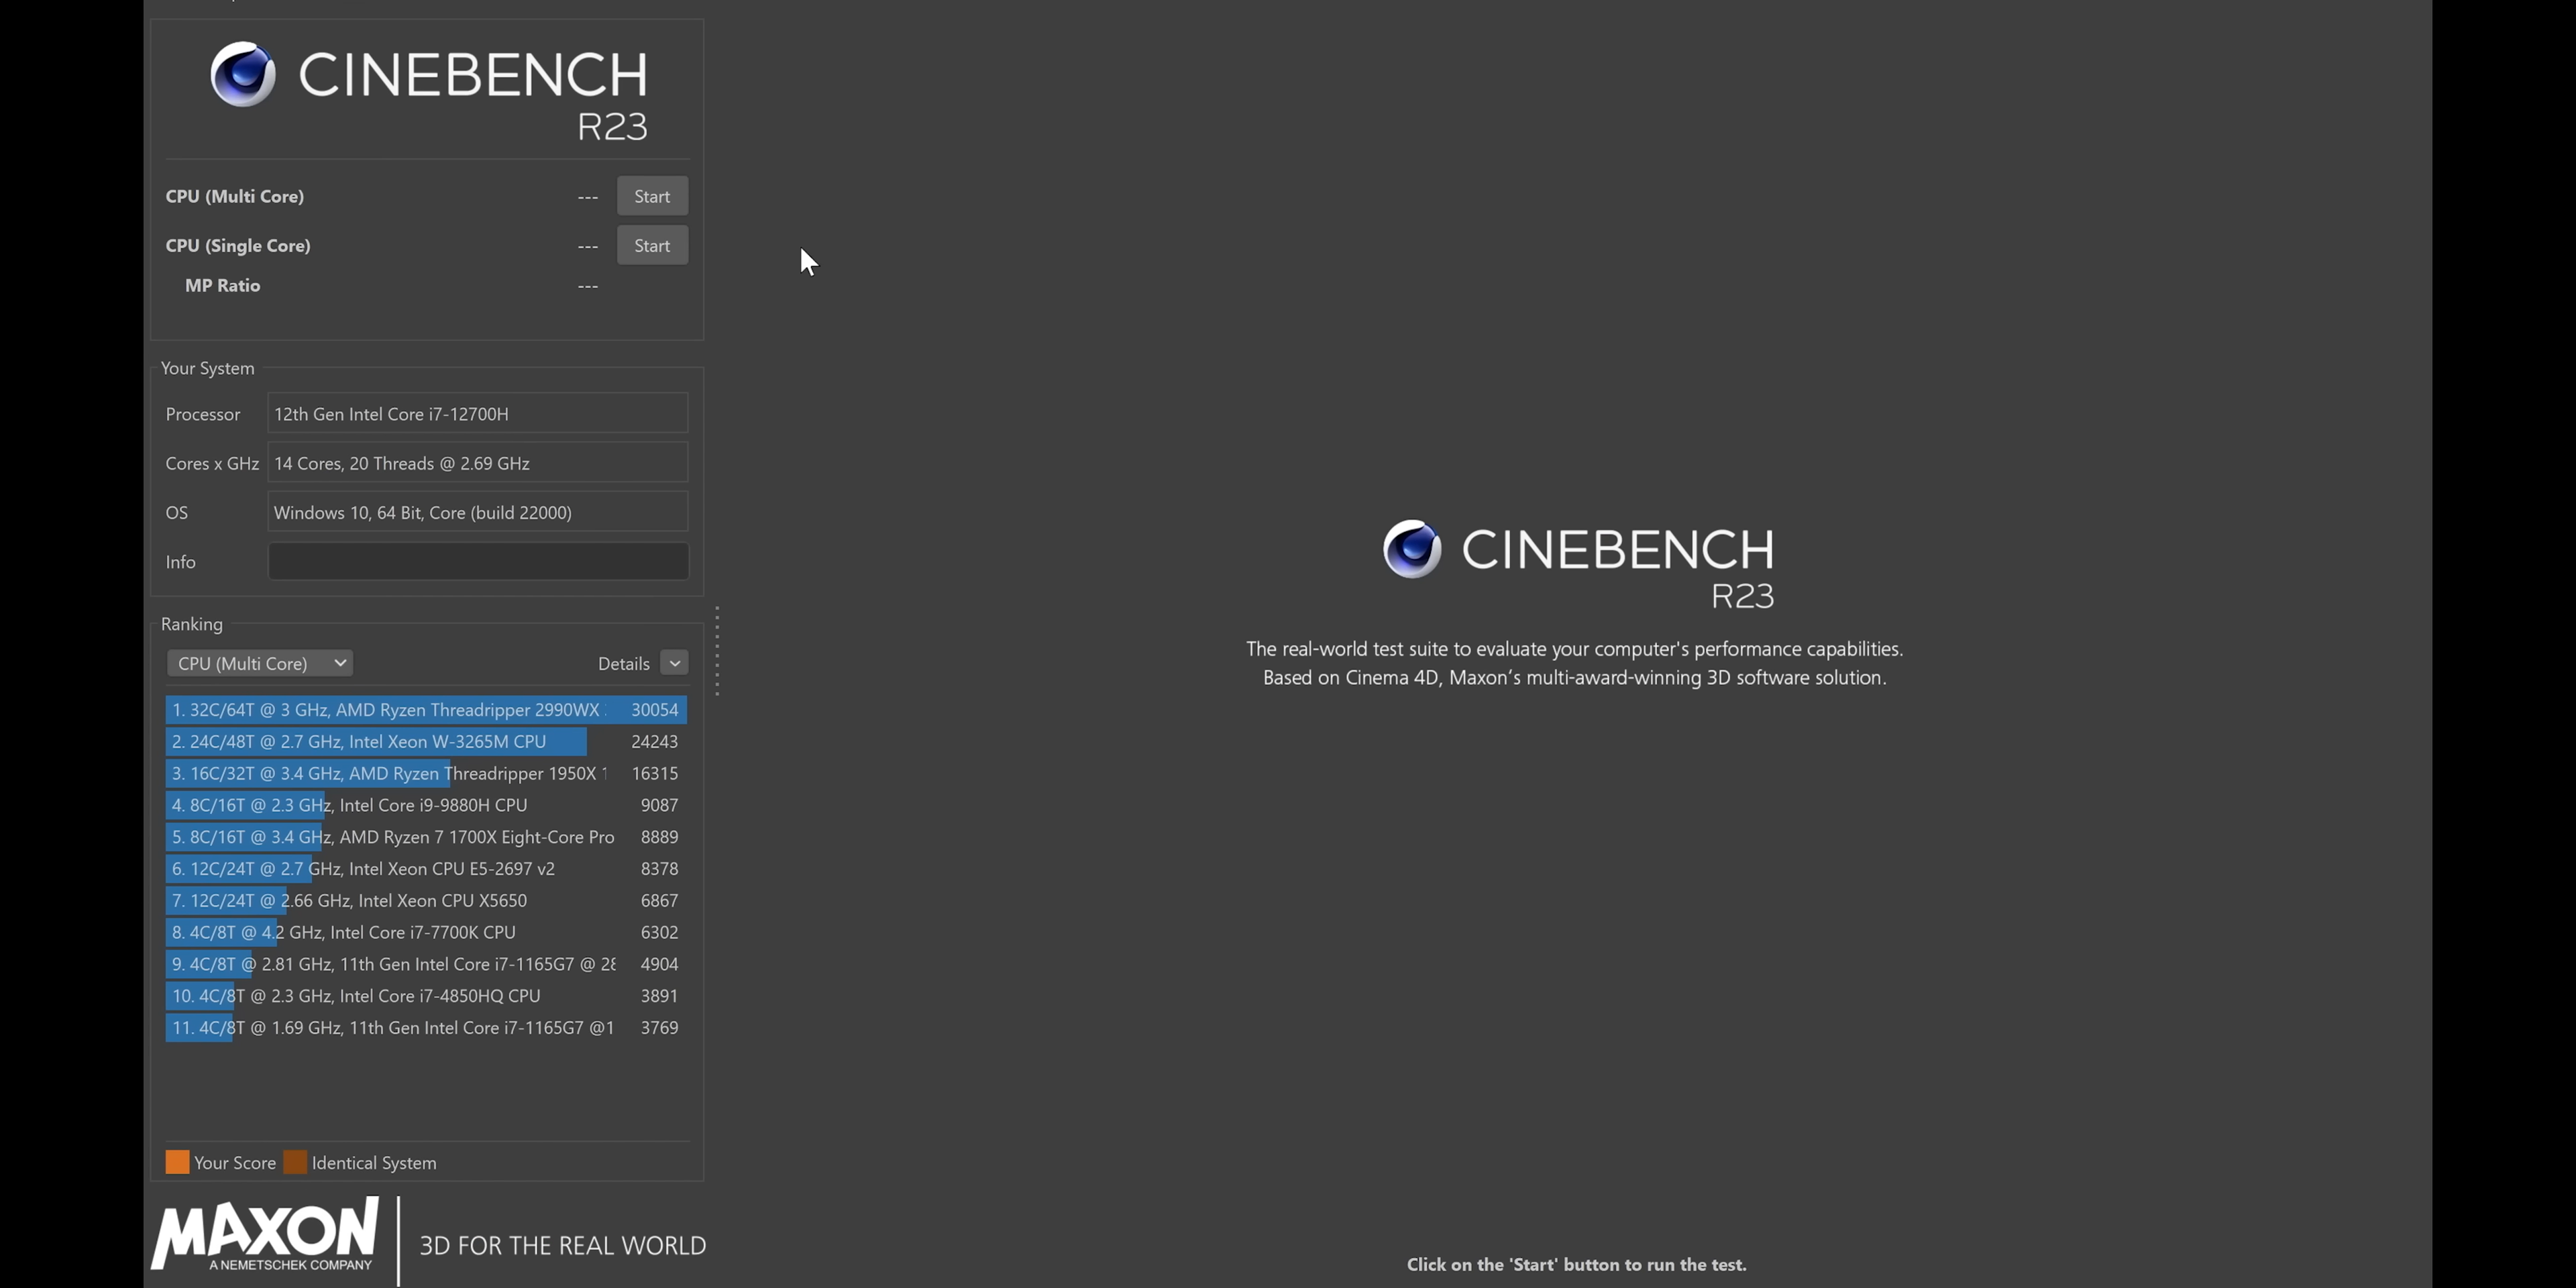 CINEBENCH
R23
CPU (Multi Core) --- Start
CPU (Single Core) --- Start
MP Ratio ---
Your System
Processor 12th Gen Intel Core i7-12700H
Cores x GHz 14 Cores, 20 Threads @ 2.69 GHz
OS Windows 10, 64 Bit, Core (build 22000)
Info
Ranking
CPU (Multi Core) Details
1. 32C/64T @ 3 GHz, AMD Ryzen Threadripper 2990WX 30054
2. 24C/48T @ 2.7 GHz, Intel Xeon W-3265M CPU 24243
3. 16C/32T @ 3.4 GHz, AMD Ryzen Threadripper 1950X 1 16315
4. 8C/16T @ 2.3 GHz, Intel Core i9-9880H CPU 9087
5. 8C/16T @ 3.4 GHz, AMD Ryzen 7 1700X Eight-Core Pro 8889
6. 12C/24T @ 2.7 GHz, Intel Xeon CPU E5-2697 v2 8378
7. 12C/24T @ 2.66 GHz, Intel Xeon CPU X5650 6867
8. 4C/8T @ 4.2 GHz, Intel Core i7-7700K CPU 6302
9. 4C/8T @ 2.81 GHz, 11th Gen Intel Core i7-1165G7 @ 28 4904
10. 4C/8T @ 2.3 GHz, Intel Core i7-4850HQ CPU 3891
11. 4C/8T @ 1.69 GHz, 11th Gen Intel Core i7-1165G7 @1 3769
Your Score Identical System
MAXON
A NEMETSCHEK COMPANY
3D FOR THE REAL WORLD
CINEBENCH
R23
The real-world test suite to evaluate your computer's performance capabilities.
Based on Cinema 4D, Maxon's multi-award-winning 3D software solution.
Click on the 'Start' button to run the test.